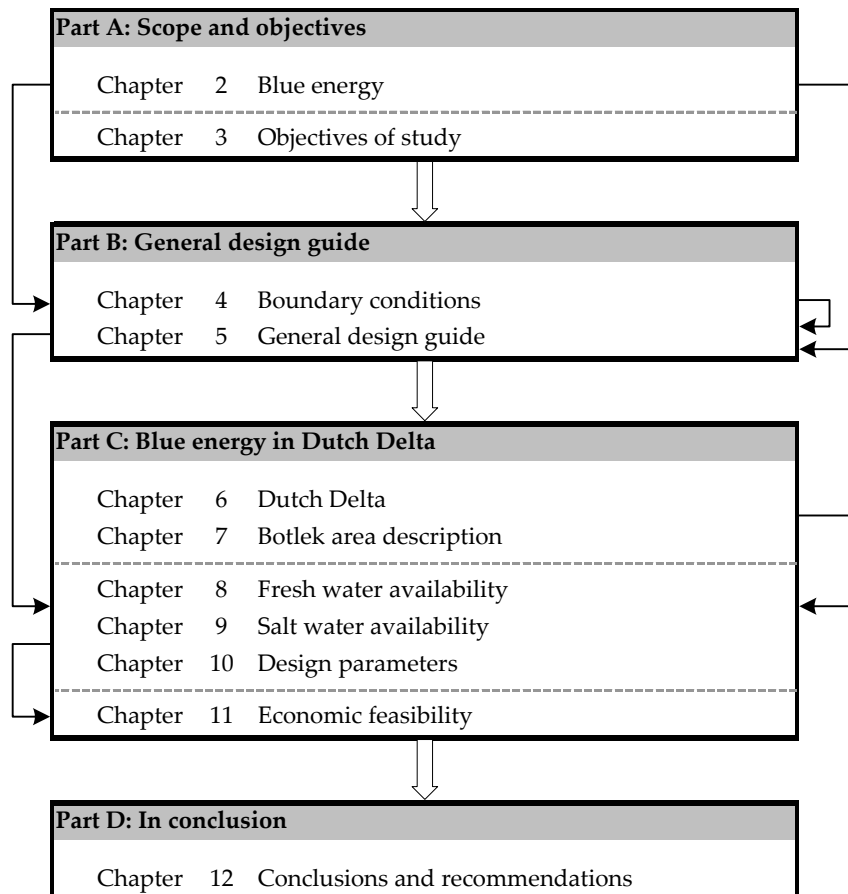 Part A: Scope and objectives
Chapter 2 Blue energy
Chapter 3 Objectives of study
Part B: General design guide
Chapter 4 Boundary conditions
Chapter 5 General design guide
Part C: Blue energy in Dutch Delta
Chapter 6 Dutch Delta
Chapter 7 Botlek area description
Chapter 8 Fresh water availability
Chapter 9 Salt water availability
Chapter 10 Design parameters
Chapter 11 Economic feasibility
Part D: In conclusion
Chapter 12 Conclusions and recommendations